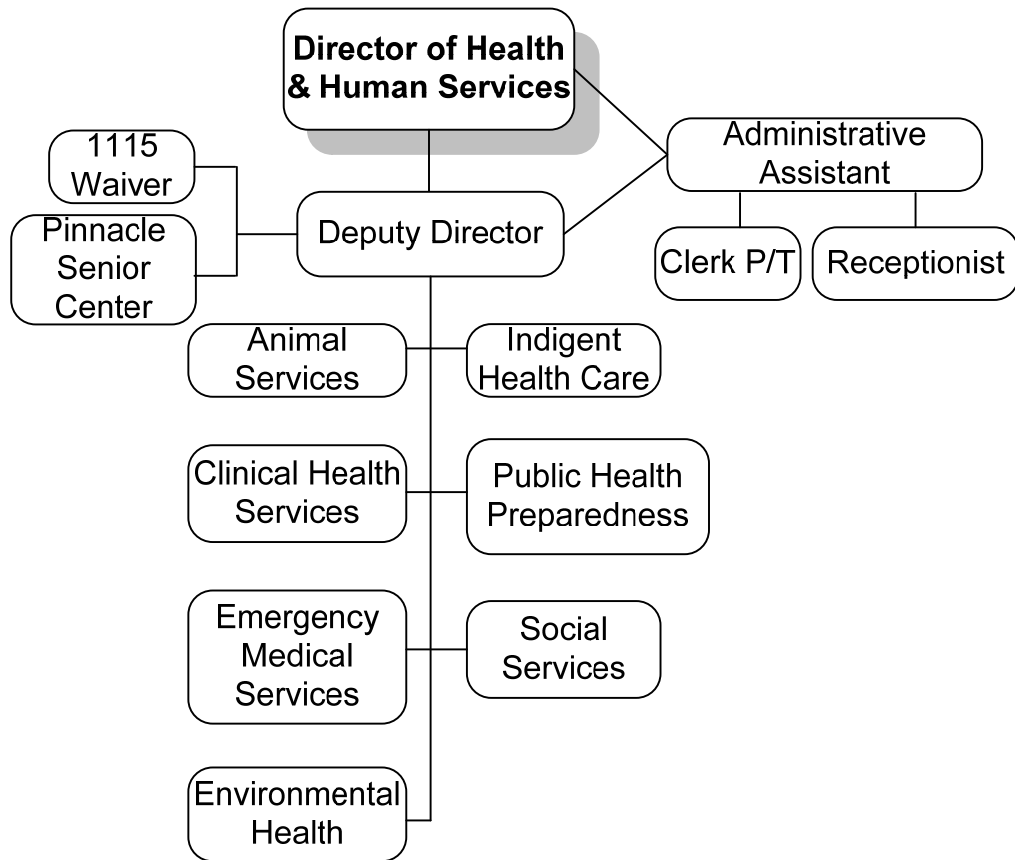 Director of Health
& Human Services
1115
Waiver
Administrative
Assistant
Pinnacle
Senior
Center
Deputy Director
Clerk P/T
Receptionist
Animal
Services
Indigent
Health Care
Clinical Health
Services
Public Health
Preparedness
Emergency
Medical
Services
Social
Services
Environmental
Health